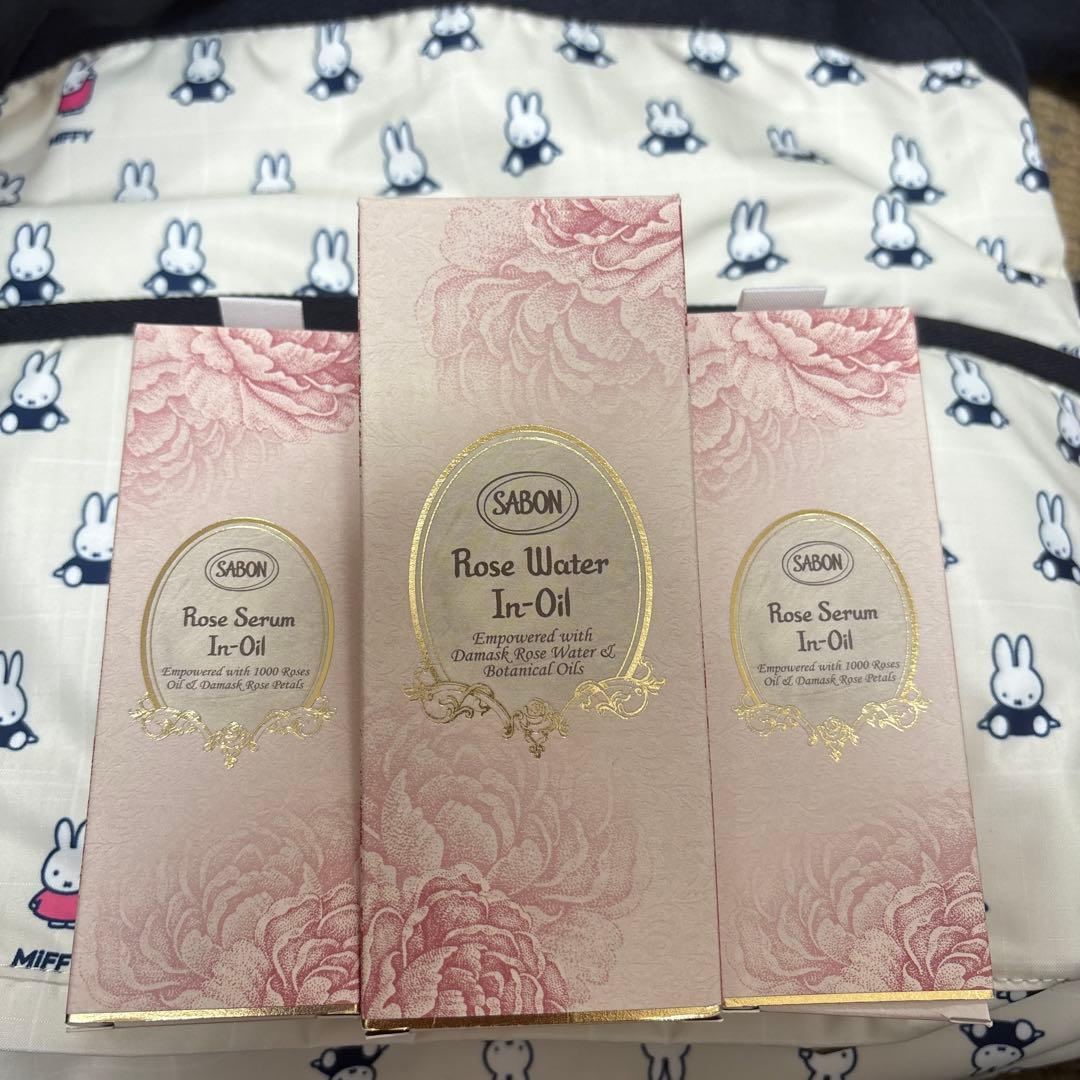 MIFFY
SABON
Rose Serum
In-Oil
Empowered with 1000 Roses
Oil & Damask Rose Petals
SABON
Rose Water
In-Oil
Empowered with
Damask Rose Water &
Botanical Oils
SABON
Rose Serum
In-Oil
Empowered with 1000 Roses
Oil & Damask Rose Petals
MIFF